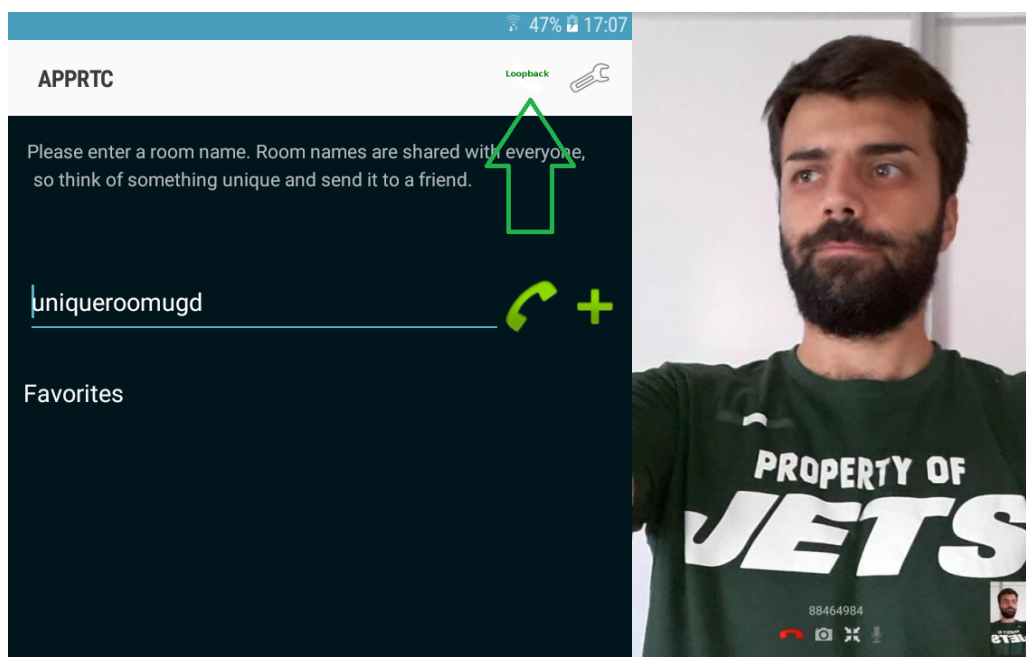 47% 17:07
APPRTC
Loopback
Please enter a room name. Room names are shared with everyone,
so think of something unique and send it to a friend.
uniqueroomugd
Favorites
PROPERTY OF
JETS
88464984